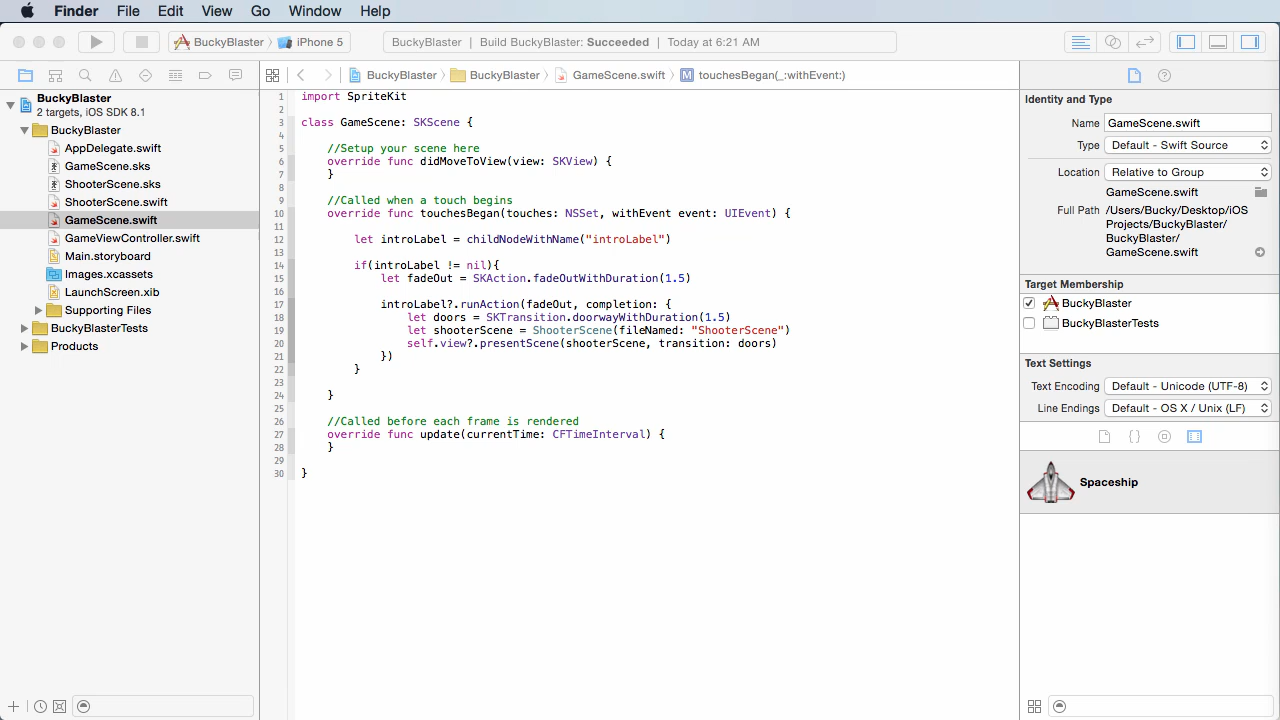 Finder File Edit View Go Window Help
BuckyBlaster iPhone 5 BuckyBlaster Build BuckyBlaster: Succeeded Today at 6:21 AM
BuckyBlaster BuckyBlaster GameScene.swift M touchesBegan(_:withEvent:)
BuckyBlaster
2 targets, iOS SDK 8.1
BuckyBlaster
AppDelegate.swift
GameScene.sks
ShooterScene.sks
ShooterScene.swift
GameScene.swift
GameViewController.swift
Main.storyboard
Images.xcassets
LaunchScreen.xib
Supporting Files
BuckyBlasterTests
Products
1 import SpriteKit
2
3 class GameScene: SKScene {
4
5 //Setup your scene here
6 override func didMoveToView(view: SKView) {
7 }
8
9 //Called when a touch begins
10 override func touchesBegan(touches: NSSet, withEvent event: UIEvent) {
11
12 let introLabel = childNodeWithName("introLabel")
13
14 if(introLabel != nil){
15 let fadeOut = SKAction.fadeOutWithDuration(1.5)
16
17 introLabel?.runAction(fadeOut, completion: {
18 let doors = SKTransition.doorwayWithDuration(1.5)
19 let shooterScene = ShooterScene(fileNamed: "ShooterScene")
20 self.view?.presentScene(shooterScene, transition: doors)
21 })
22 }
23
24 }
25
26 //Called before each frame is rendered
27 override func update(currentTime: CFTimeInterval) {
28 }
29
30 }
Identity and Type
Name GameScene.swift
Type Default - Swift Source
Location Relative to Group
GameScene.swift
Full Path /Users/Bucky/Desktop/iOS
Projects/BuckyBlaster/
BuckyBlaster/
GameScene.swift
Target Membership
BuckyBlaster
BuckyBlasterTests
Text Settings
Text Encoding Default - Unicode (UTF-8)
Line Endings Default - OS X / Unix (LF)
Spaceship